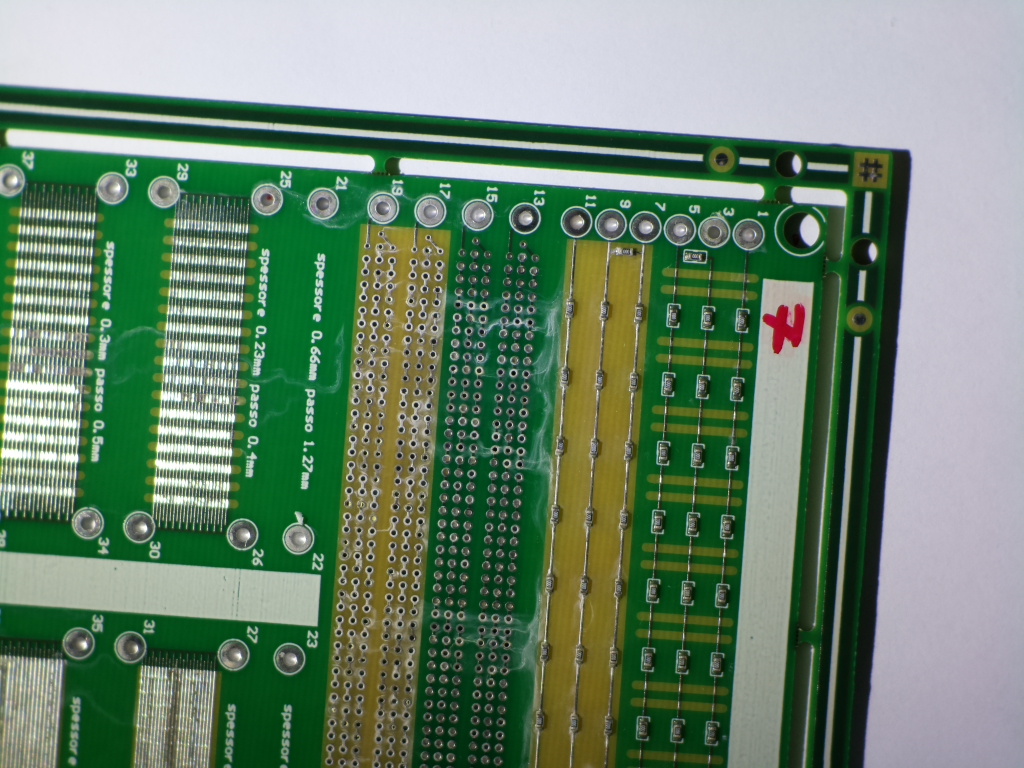 37 33 29 25 21 19 17 15 13 11 9 7 5 3 1
spessore 0.3mm passo 0.5mm
spessore 0.23mm passo 0.4mm
spessore 0.66mm passo 1.27mm
34 30 26 22
35 31 27 23
spessore
spessore
spessore